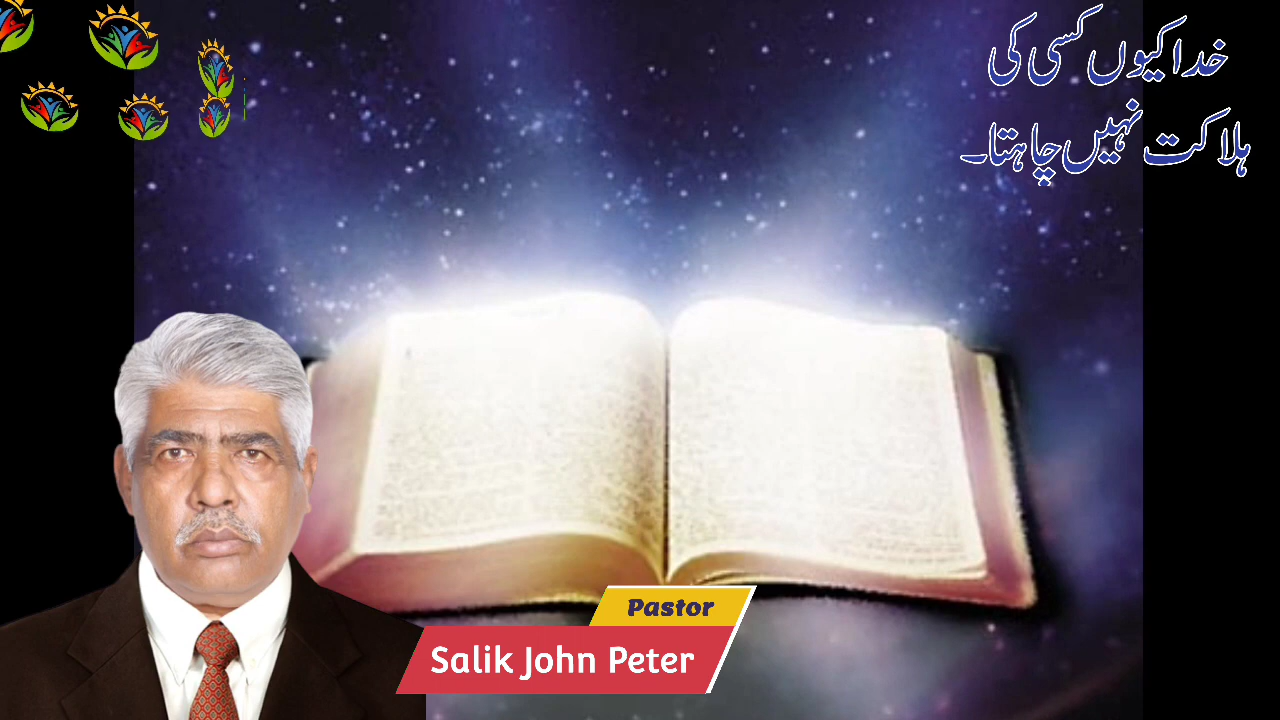 خدا کیوں کسی کی
ہلاکت نہیں چاہتا۔
Pastor
Salik John Peter